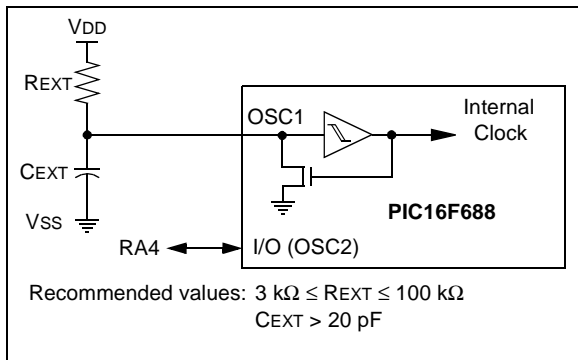 VDD
REXT
OSC1
Internal
Clock
CEXT
PIC16F688
VSS
RA4
I/O (OSC2)
Recommended values: 3 kΩ ≤ REXT ≤ 100 kΩ
CEXT > 20 pF